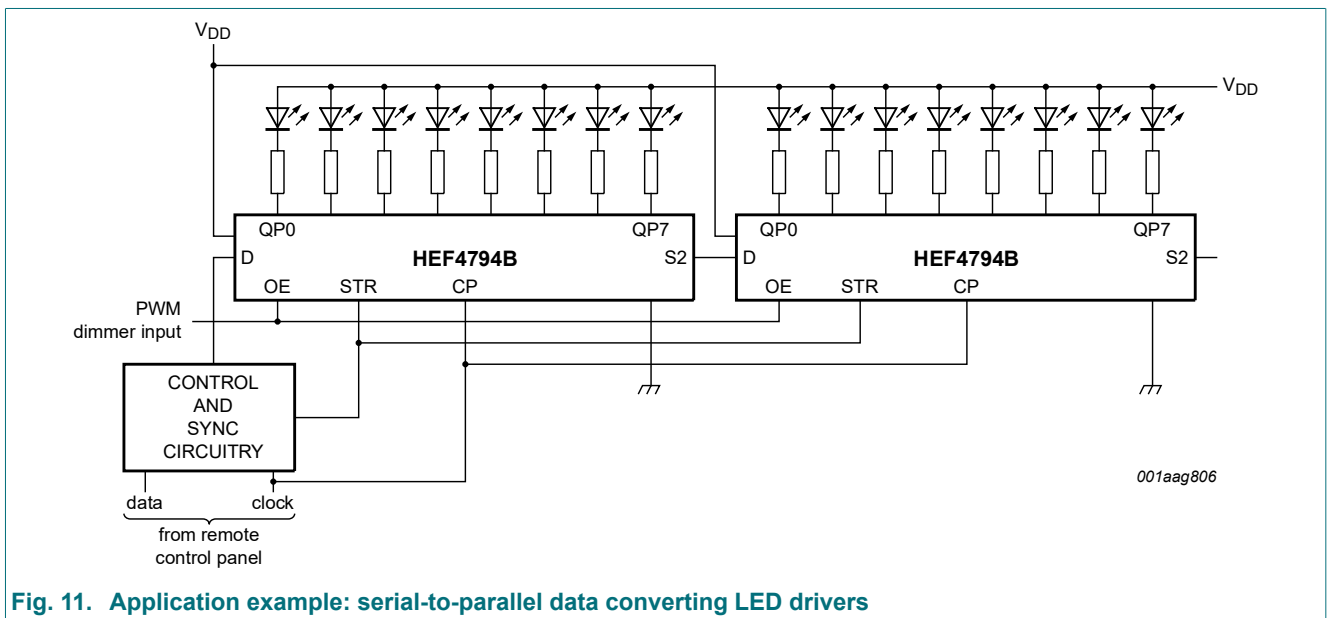 VDD
VDD
QP0 QP7 QP0 QP7
D HEF4794B S2 D HEF4794B S2
OE STR CP OE STR CP
PWM
dimmer input
CONTROL
AND
SYNC
CIRCUITRY
001aag806
data clock
from remote
control panel
Fig. 11. Application example: serial-to-parallel data converting LED drivers